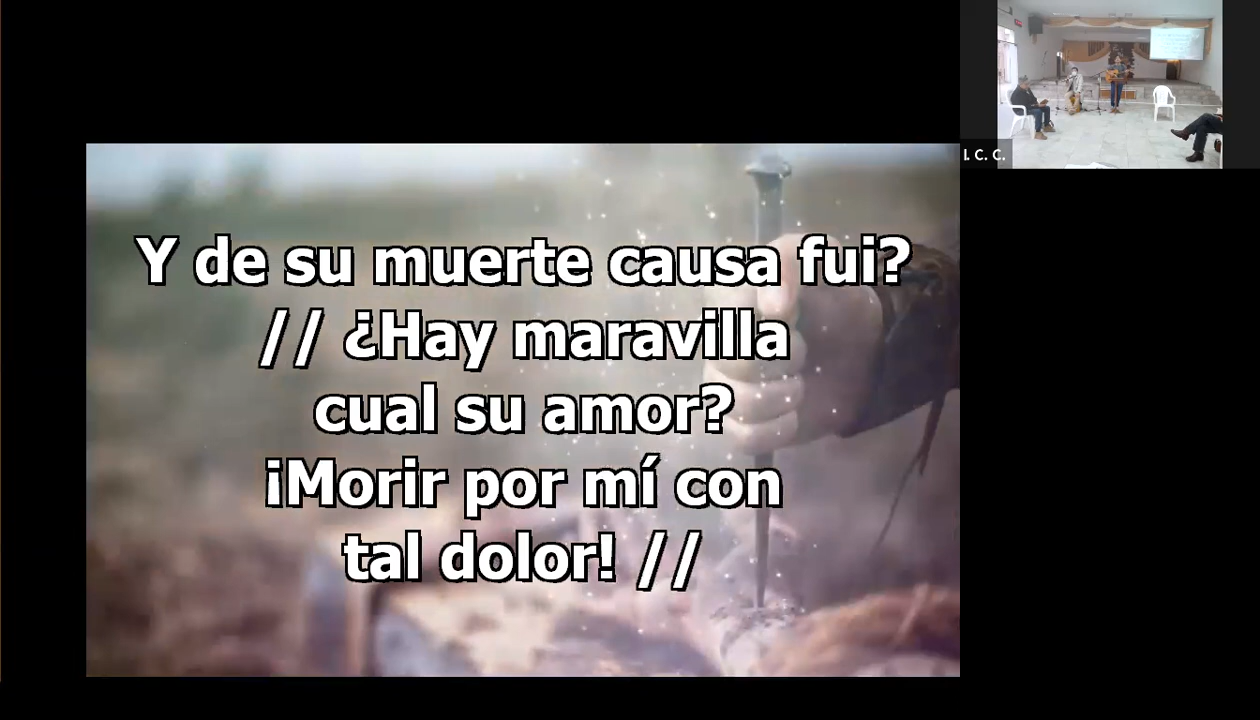 Y de su muerte causa fui?
// ¿Hay maravilla
cual su amor?
¡Morir por mí con
tal dolor! //
I. C. C.